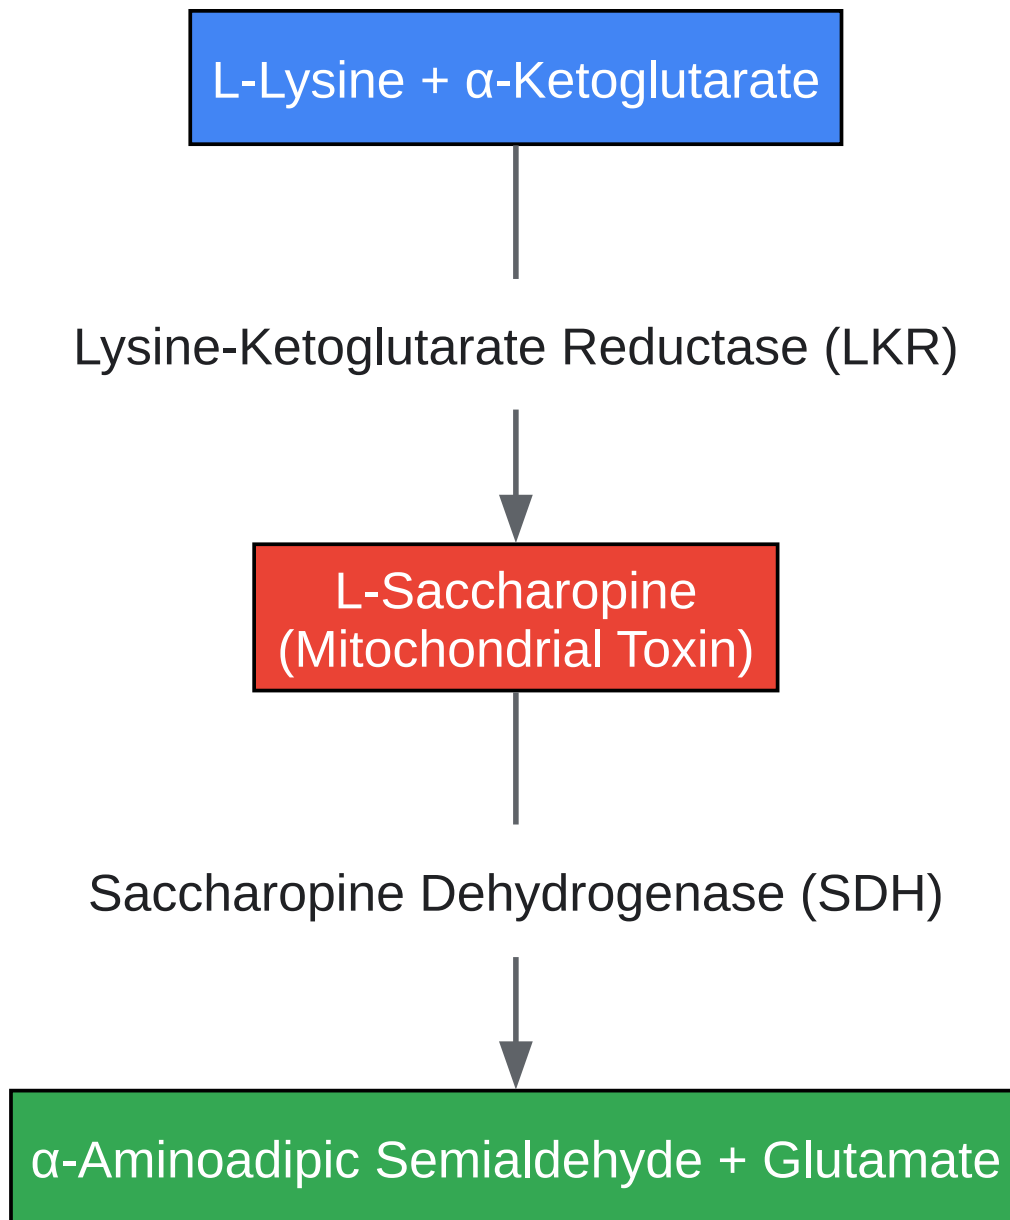 L-Lysine + α-Ketoglutarate
Lysine-Ketoglutarate Reductase (LKR)
L-Saccharopine
(Mitochondrial Toxin)
Saccharopine Dehydrogenase (SDH)
α-Aminoadipic Semialdehyde + Glutamate